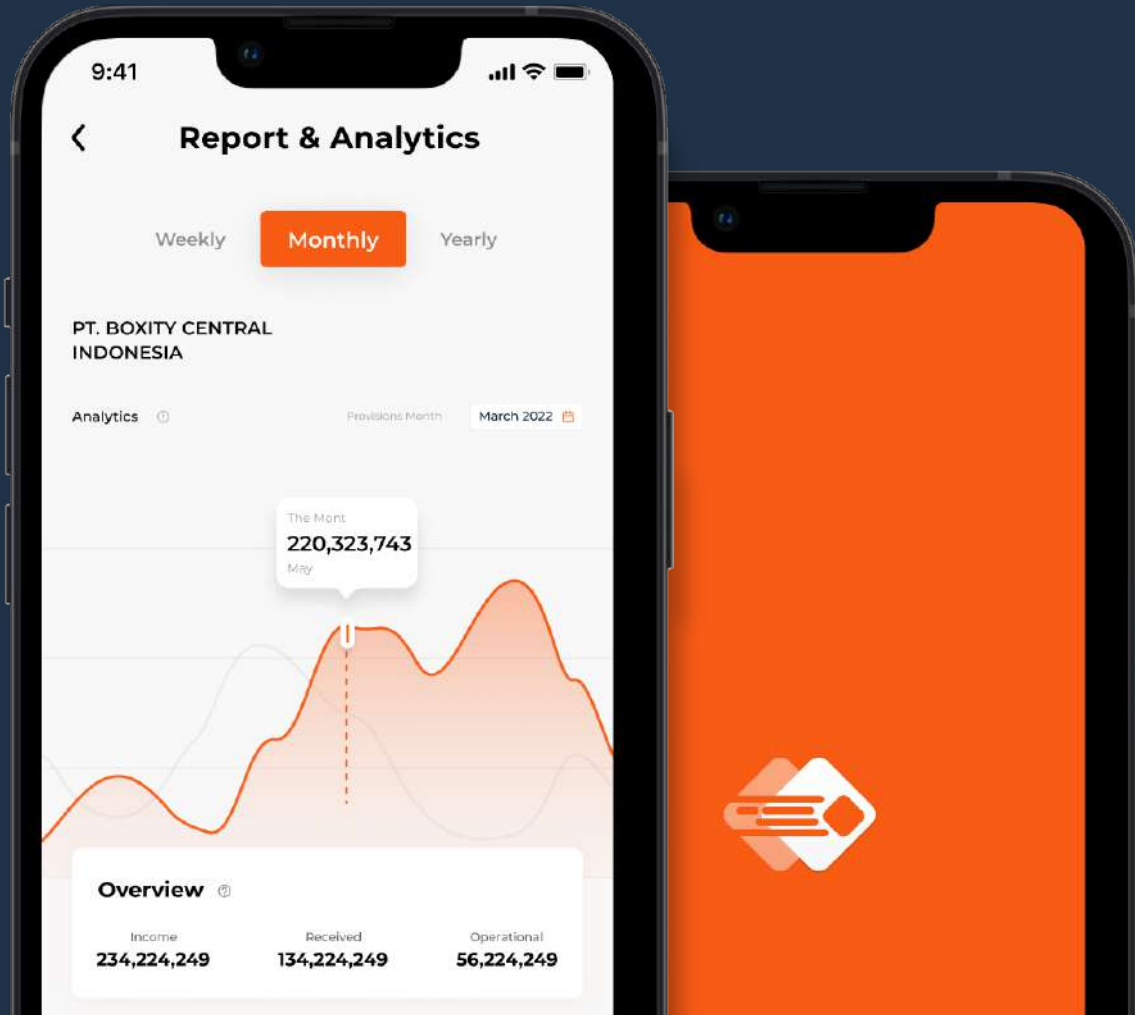 9:41
Report & Analytics
Weekly Monthly Yearly
PT. BOXITY CENTRAL
INDONESIA
Analytics Provisions Month March 2022
The Mont
220,323,743
May
Overview
Income Received Operational
234,224,249 134,224,249 56,224,249